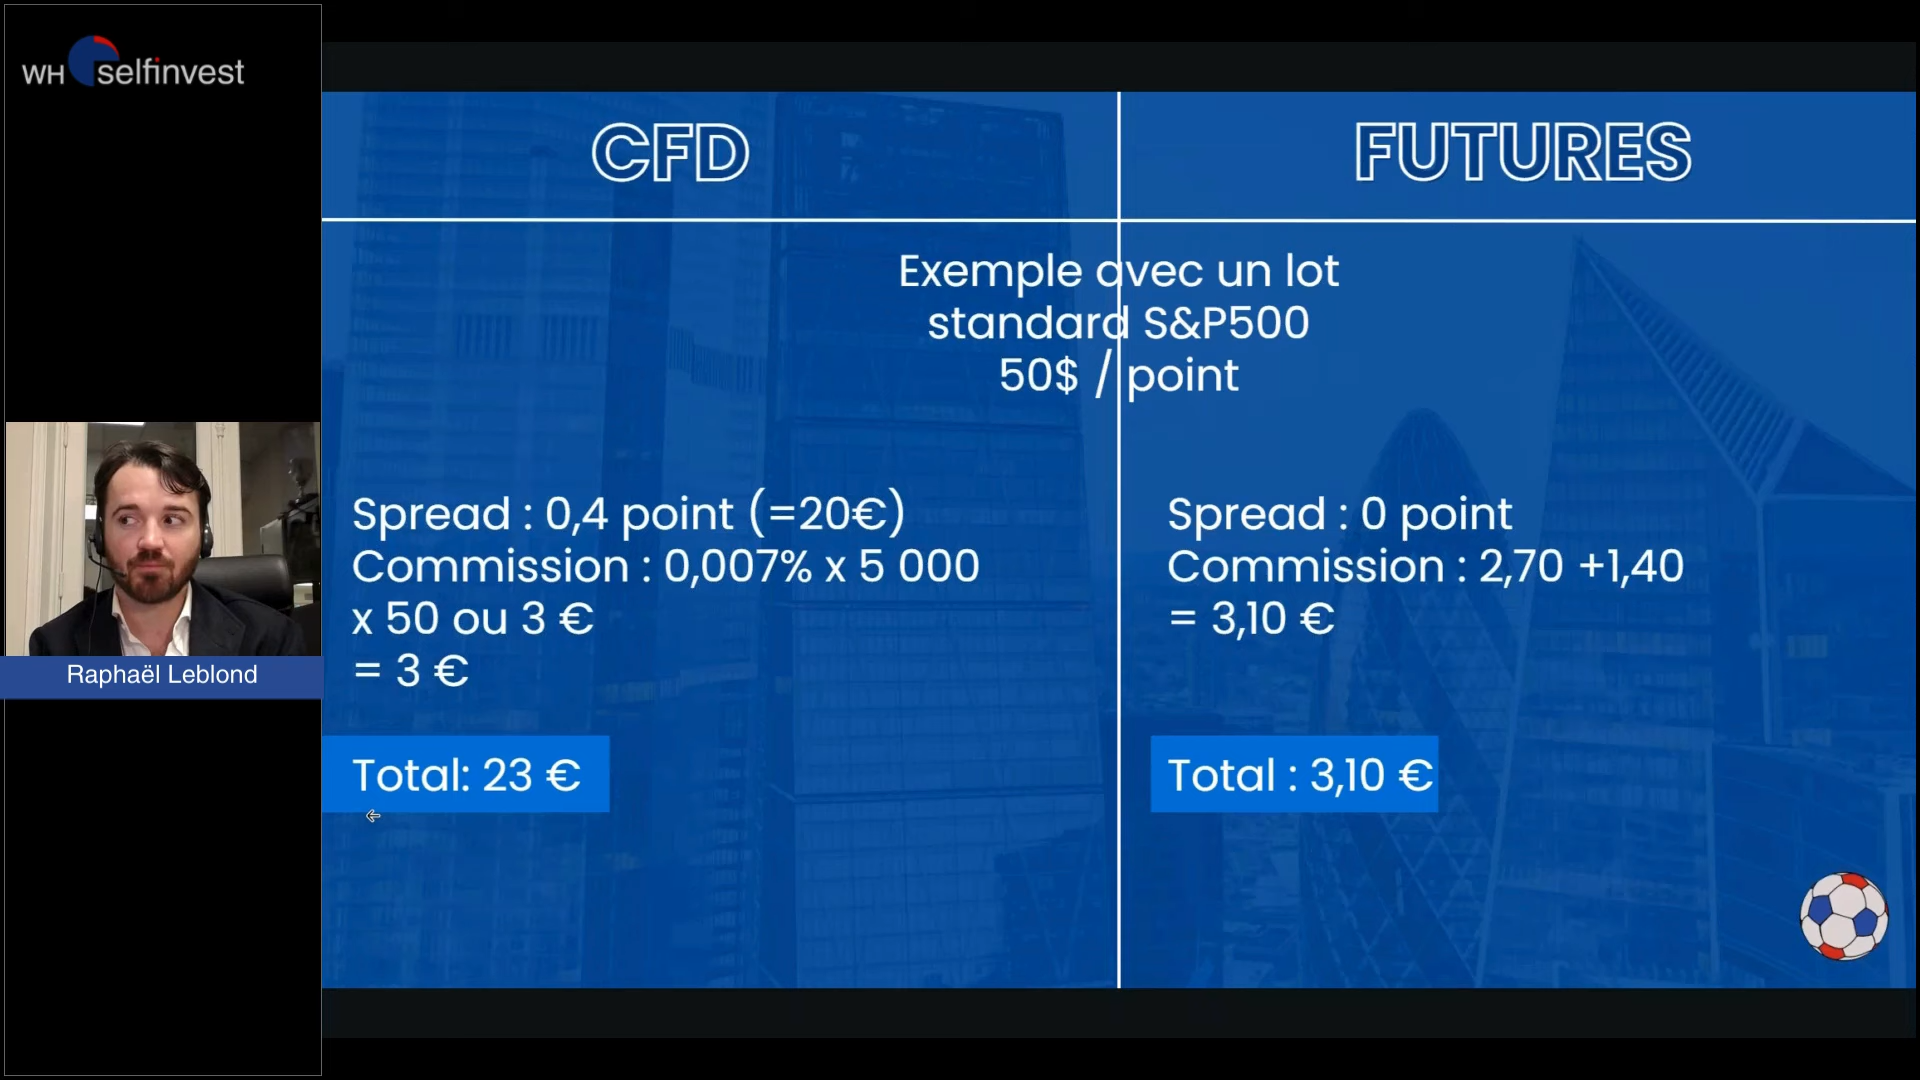 WH selfinvest
CFD
FUTURES
Exemple avec un lot
standard S&P500
50$ / point
Spread : 0,4 point (=20€)
Commission : 0,007% x 5 000
x 50 ou 3 €
= 3 €
Total: 23 €
Spread : 0 point
Commission : 2,70 +1,40
= 3,10 €
Total : 3,10 €
Raphaël Leblond